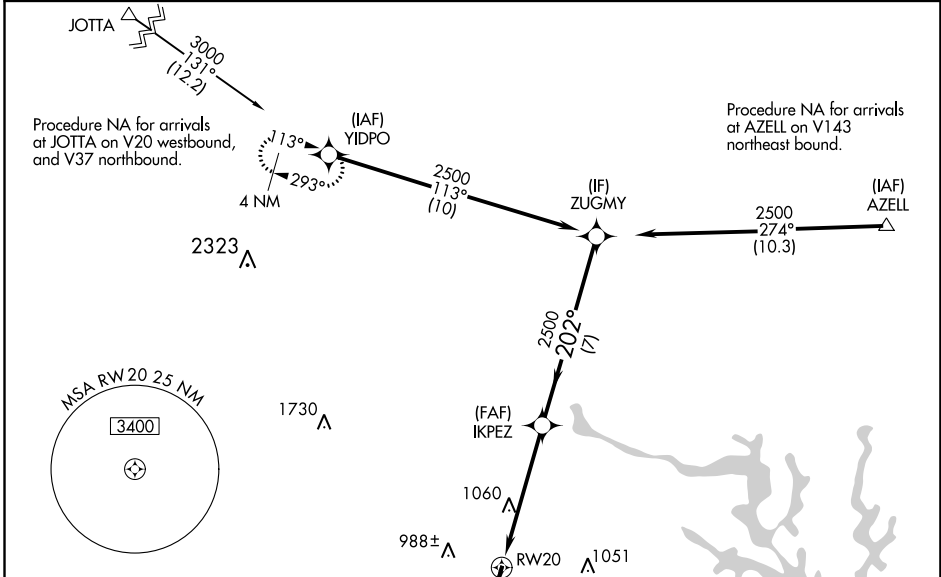 JOTTA
3000
131°
(12.2)
Procedure NA for arrivals
at JOTTA on V20 westbound,
and V37 northbound.
(IAF)
YIDPO
113°
293°
4 NM
2500
113°
(10)
Procedure NA for arrivals
at AZELL on V143
northeast bound.
(IF)
ZUGMY
(IAF)
AZELL
2500
274°
(10.3)
2323
2500
202°
(7)
MSA RW20 25 NM
3400
1730
(FAF)
IKPEZ
1060
988±
RW20
1051